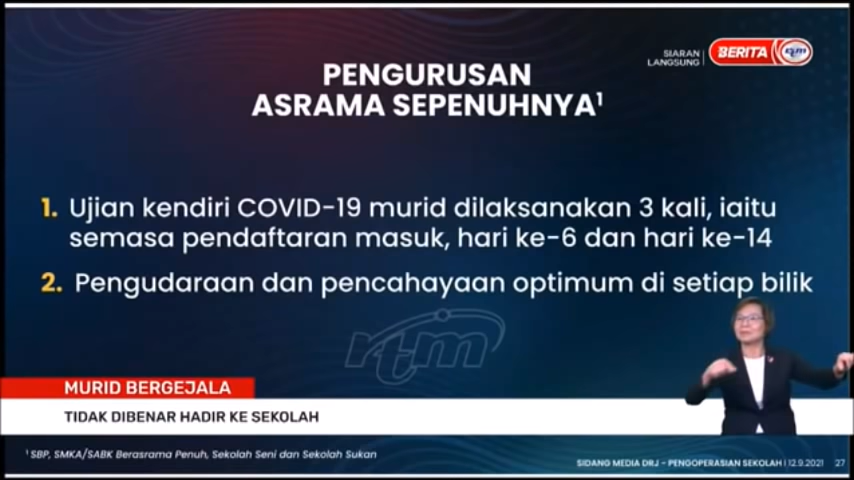 SIARAN
LANGSUNG
BERITA rtm
PENGURUSAN
ASRAMA SEPENUHNYA¹
1. Ujian kendiri COVID-19 murid dilaksanakan 3 kali, iaitu
semasa pendaftaran masuk, hari ke-6 dan hari ke-14
2. Pengudaraan dan pencahayaan optimum di setiap bilik
rtm
MURID BERGEJALA
TIDAK DIBENAR HADIR KE SEKOLAH
¹ SBP, SMKA/SABK Berasrama Penuh, Sekolah Seni dan Sekolah Sukan
SIDANG MEDIA DRJ - PENGOPERASIAN SEKOLAH | 12.9.2021 27